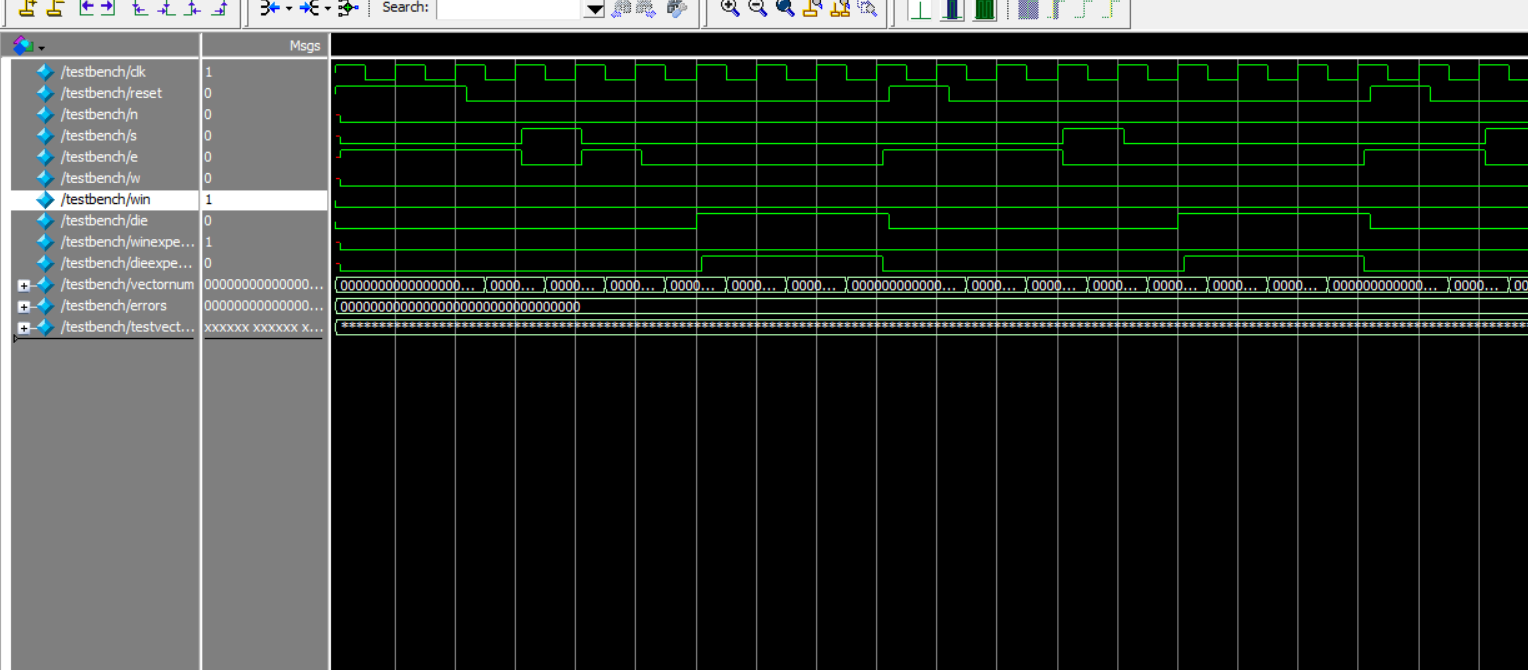 Search:
Msgs
/testbench/clk 1
/testbench/reset 0
/testbench/n 0
/testbench/s 0
/testbench/e 0
/testbench/w 0
/testbench/win 1
/testbench/die 0
/testbench/winexpe... 1
/testbench/dieexpe... 0
/testbench/vectornum 00000000000000... 0000000000000000... 0000... 0000... 0000... 0000... 0000... 0000... 000000000000... 0000... 0000... 0000... 0000... 0000... 000000000000... 0000... 00
/testbench/errors 00000000000000... 00000000000000000000000000000000
/testbench/testvect... xxxxxx xxxxxx x...